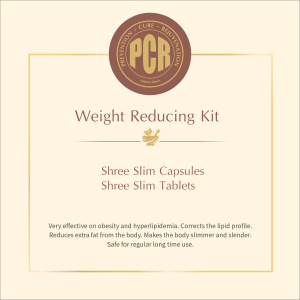 PREVENTION - CURE - REJUVENATION
PCR
Weight Reducing Kit
Shree Slim Capsules
Shree Slim Tablets
Very effective on obesity and hyperlipidemia. Corrects the lipid profile.
Reduces extra fat from the body. Makes the body slimmer and slender.
Safe for regular long time use.